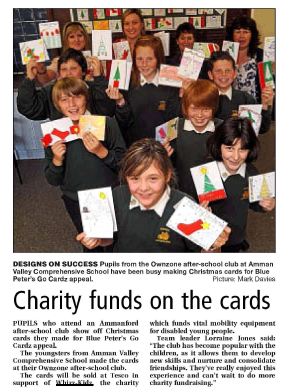 DESIGNS ON SUCCESS Pupils from the Ownzone after-school club at Amman
Valley Comprehensive School have been busy making Christmas cards for Blue
Peter's Go Cardz appeal.
Picture: Mark Davies
Charity funds on the cards
PUPILS who attend an Ammanford
after-school club show off Christmas
cards they made for Blue Peter's Go
Cardz appeal.
The youngsters from Amman Valley
Comprehensive School made the cards
at their Ownzone after-school club.
The cards will be sold at Tesco in
support of Whizz-Kidz, the charity
which funds vital mobility equipment
for disabled young people.
Team leader Lorraine Jones said:
"The club has become popular with the
children, as it allows them to develop
new skills and nurture and consolidate
friendships. They've really enjoyed this
experience and can't wait to do more
charity fundraising."